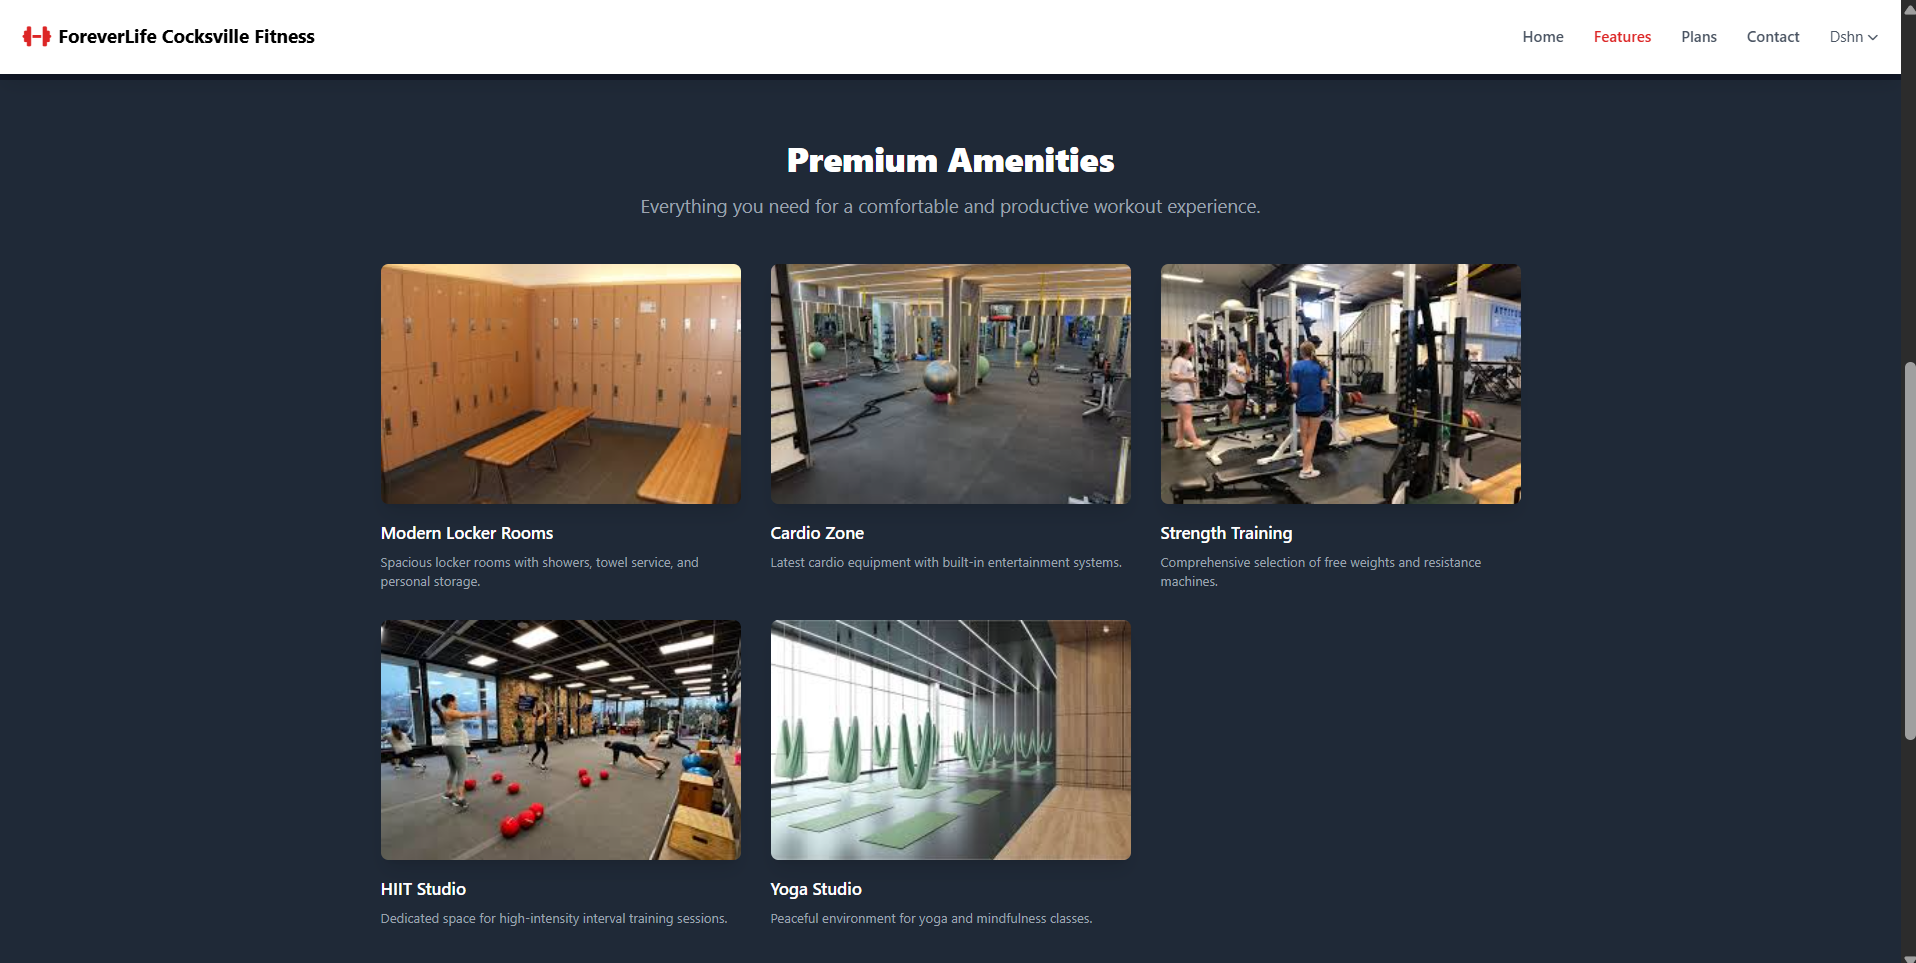 ForeverLife Cocksville Fitness
Home
Features
Plans
Contact
Dshn
Premium Amenities
Everything you need for a comfortable and productive workout experience.
Modern Locker Rooms
Spacious locker rooms with showers, towel service, and
personal storage.
Cardio Zone
Latest cardio equipment with built-in entertainment systems.
Strength Training
Comprehensive selection of free weights and resistance
machines.
HIIT Studio
Dedicated space for high-intensity interval training sessions.
Yoga Studio
Peaceful environment for yoga and mindfulness classes.